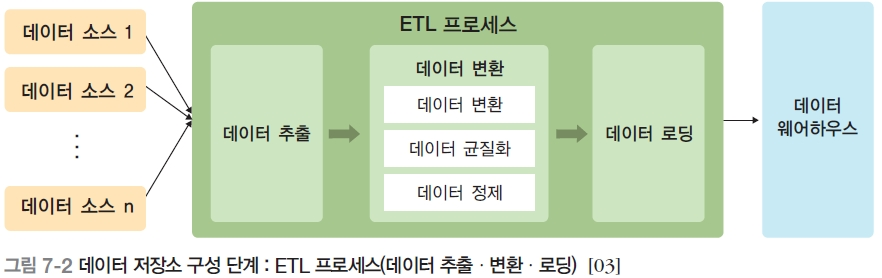 데이터 소스 1
데이터 소스 2
⋮
데이터 소스 n
ETL 프로세스
데이터 추출
데이터 변환
데이터 변환
데이터 균질화
데이터 정제
데이터 로딩
데이터
웨어하우스
그림 7-2 데이터 저장소 구성 단계 : ETL 프로세스(데이터 추출 · 변환 · 로딩) [03]